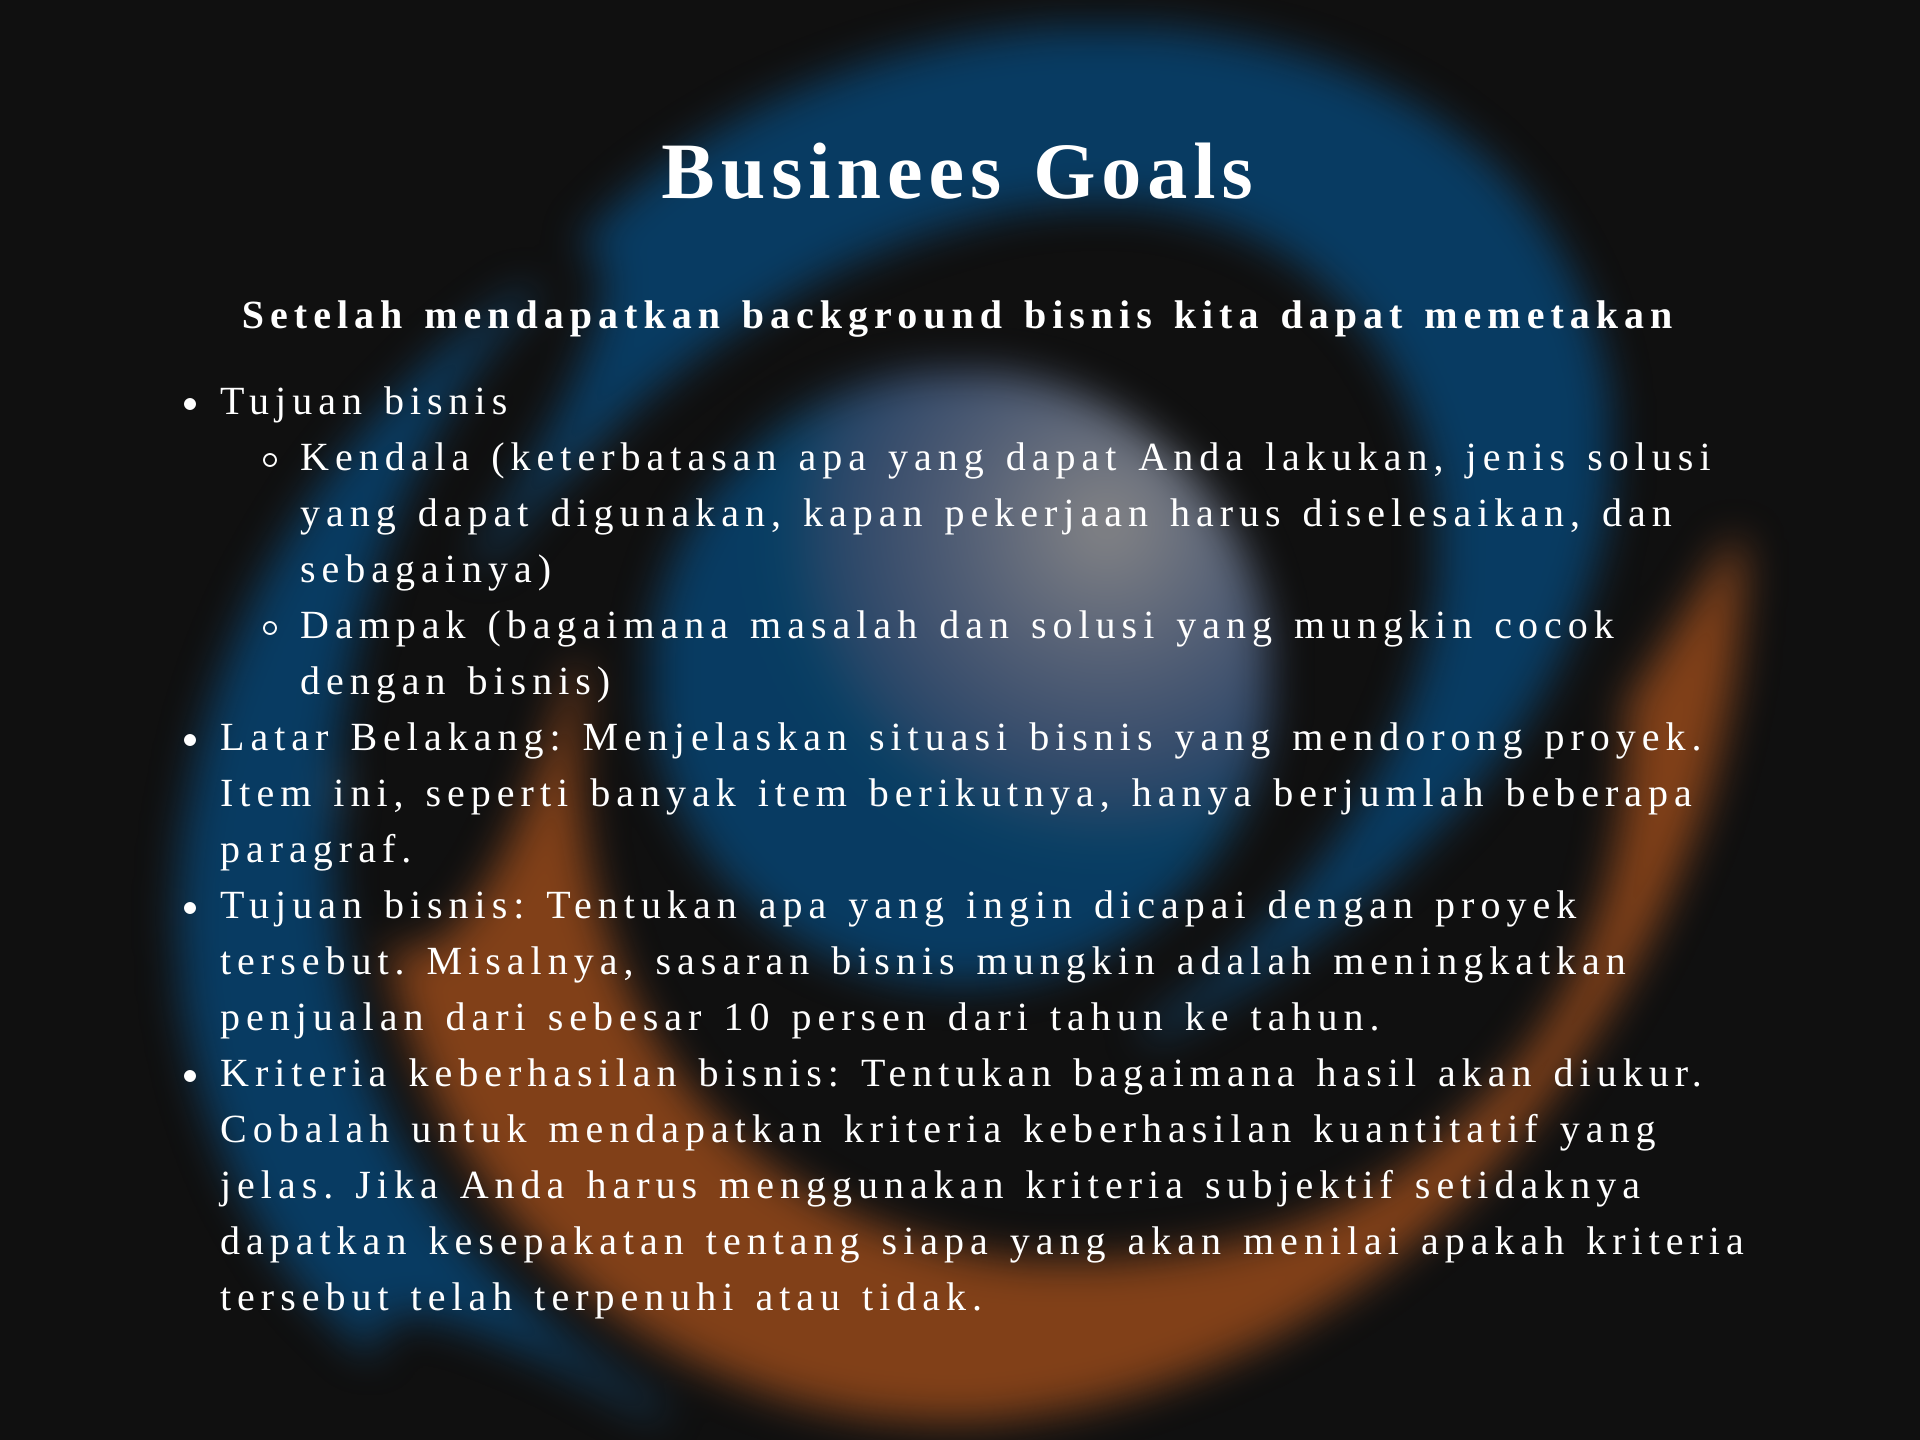 Businees Goals
Setelah mendapatkan background bisnis kita dapat memetakan
Tujuan bisnis
Kendala (keterbatasan apa yang dapat Anda lakukan, jenis solusi
yang dapat digunakan, kapan pekerjaan harus diselesaikan, dan
sebagainya)
Dampak (bagaimana masalah dan solusi yang mungkin cocok
dengan bisnis)
Latar Belakang: Menjelaskan situasi bisnis yang mendorong proyek.
Item ini, seperti banyak item berikutnya, hanya berjumlah beberapa
paragraf.
Tujuan bisnis: Tentukan apa yang ingin dicapai dengan proyek
tersebut. Misalnya, sasaran bisnis mungkin adalah meningkatkan
penjualan dari sebesar 10 persen dari tahun ke tahun.
Kriteria keberhasilan bisnis: Tentukan bagaimana hasil akan diukur.
Cobalah untuk mendapatkan kriteria keberhasilan kuantitatif yang
jelas. Jika Anda harus menggunakan kriteria subjektif setidaknya
dapatkan kesepakatan tentang siapa yang akan menilai apakah kriteria
tersebut telah terpenuhi atau tidak.